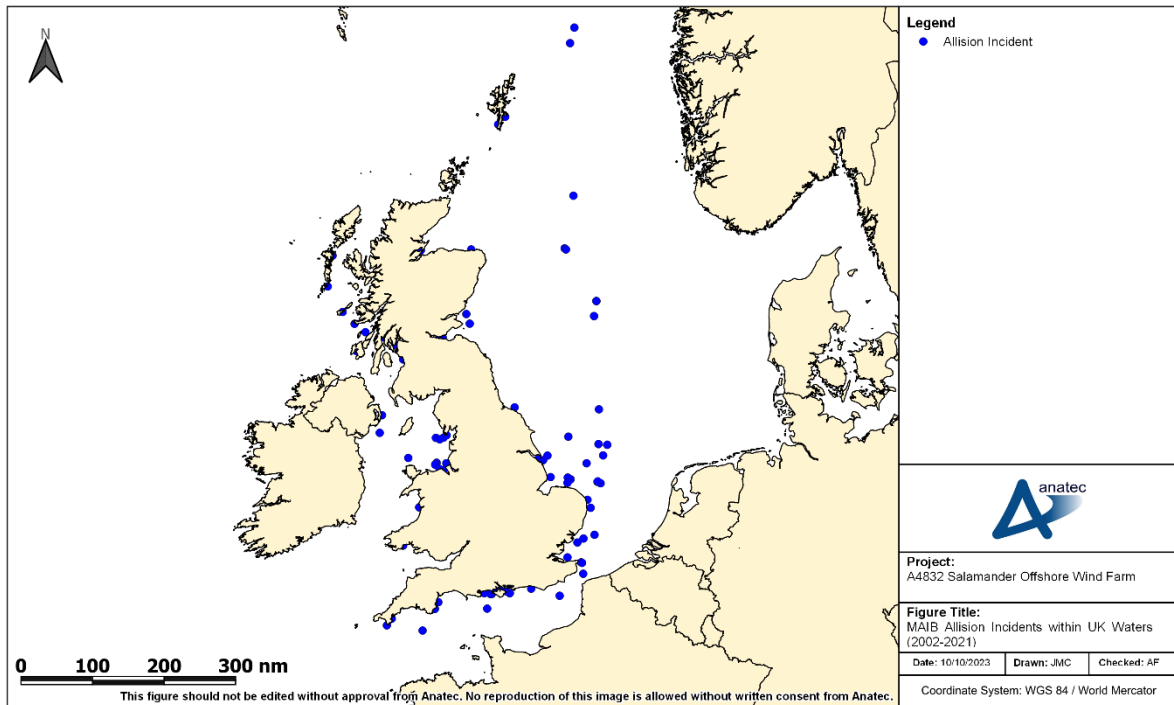 N
0 100 200 300 nm
This figure should not be edited without approval from Anatec. No reproduction of this image is allowed without written consent from Anatec.
Legend
Allision Incident
anatec
Project:
A4832 Salamander Offshore Wind Farm
Figure Title:
MAIB Allision Incidents within UK Waters
(2002-2021)
Date: 10/10/2023 Drawn: JMC Checked: AF
Coordinate System: WGS 84 / World Mercator